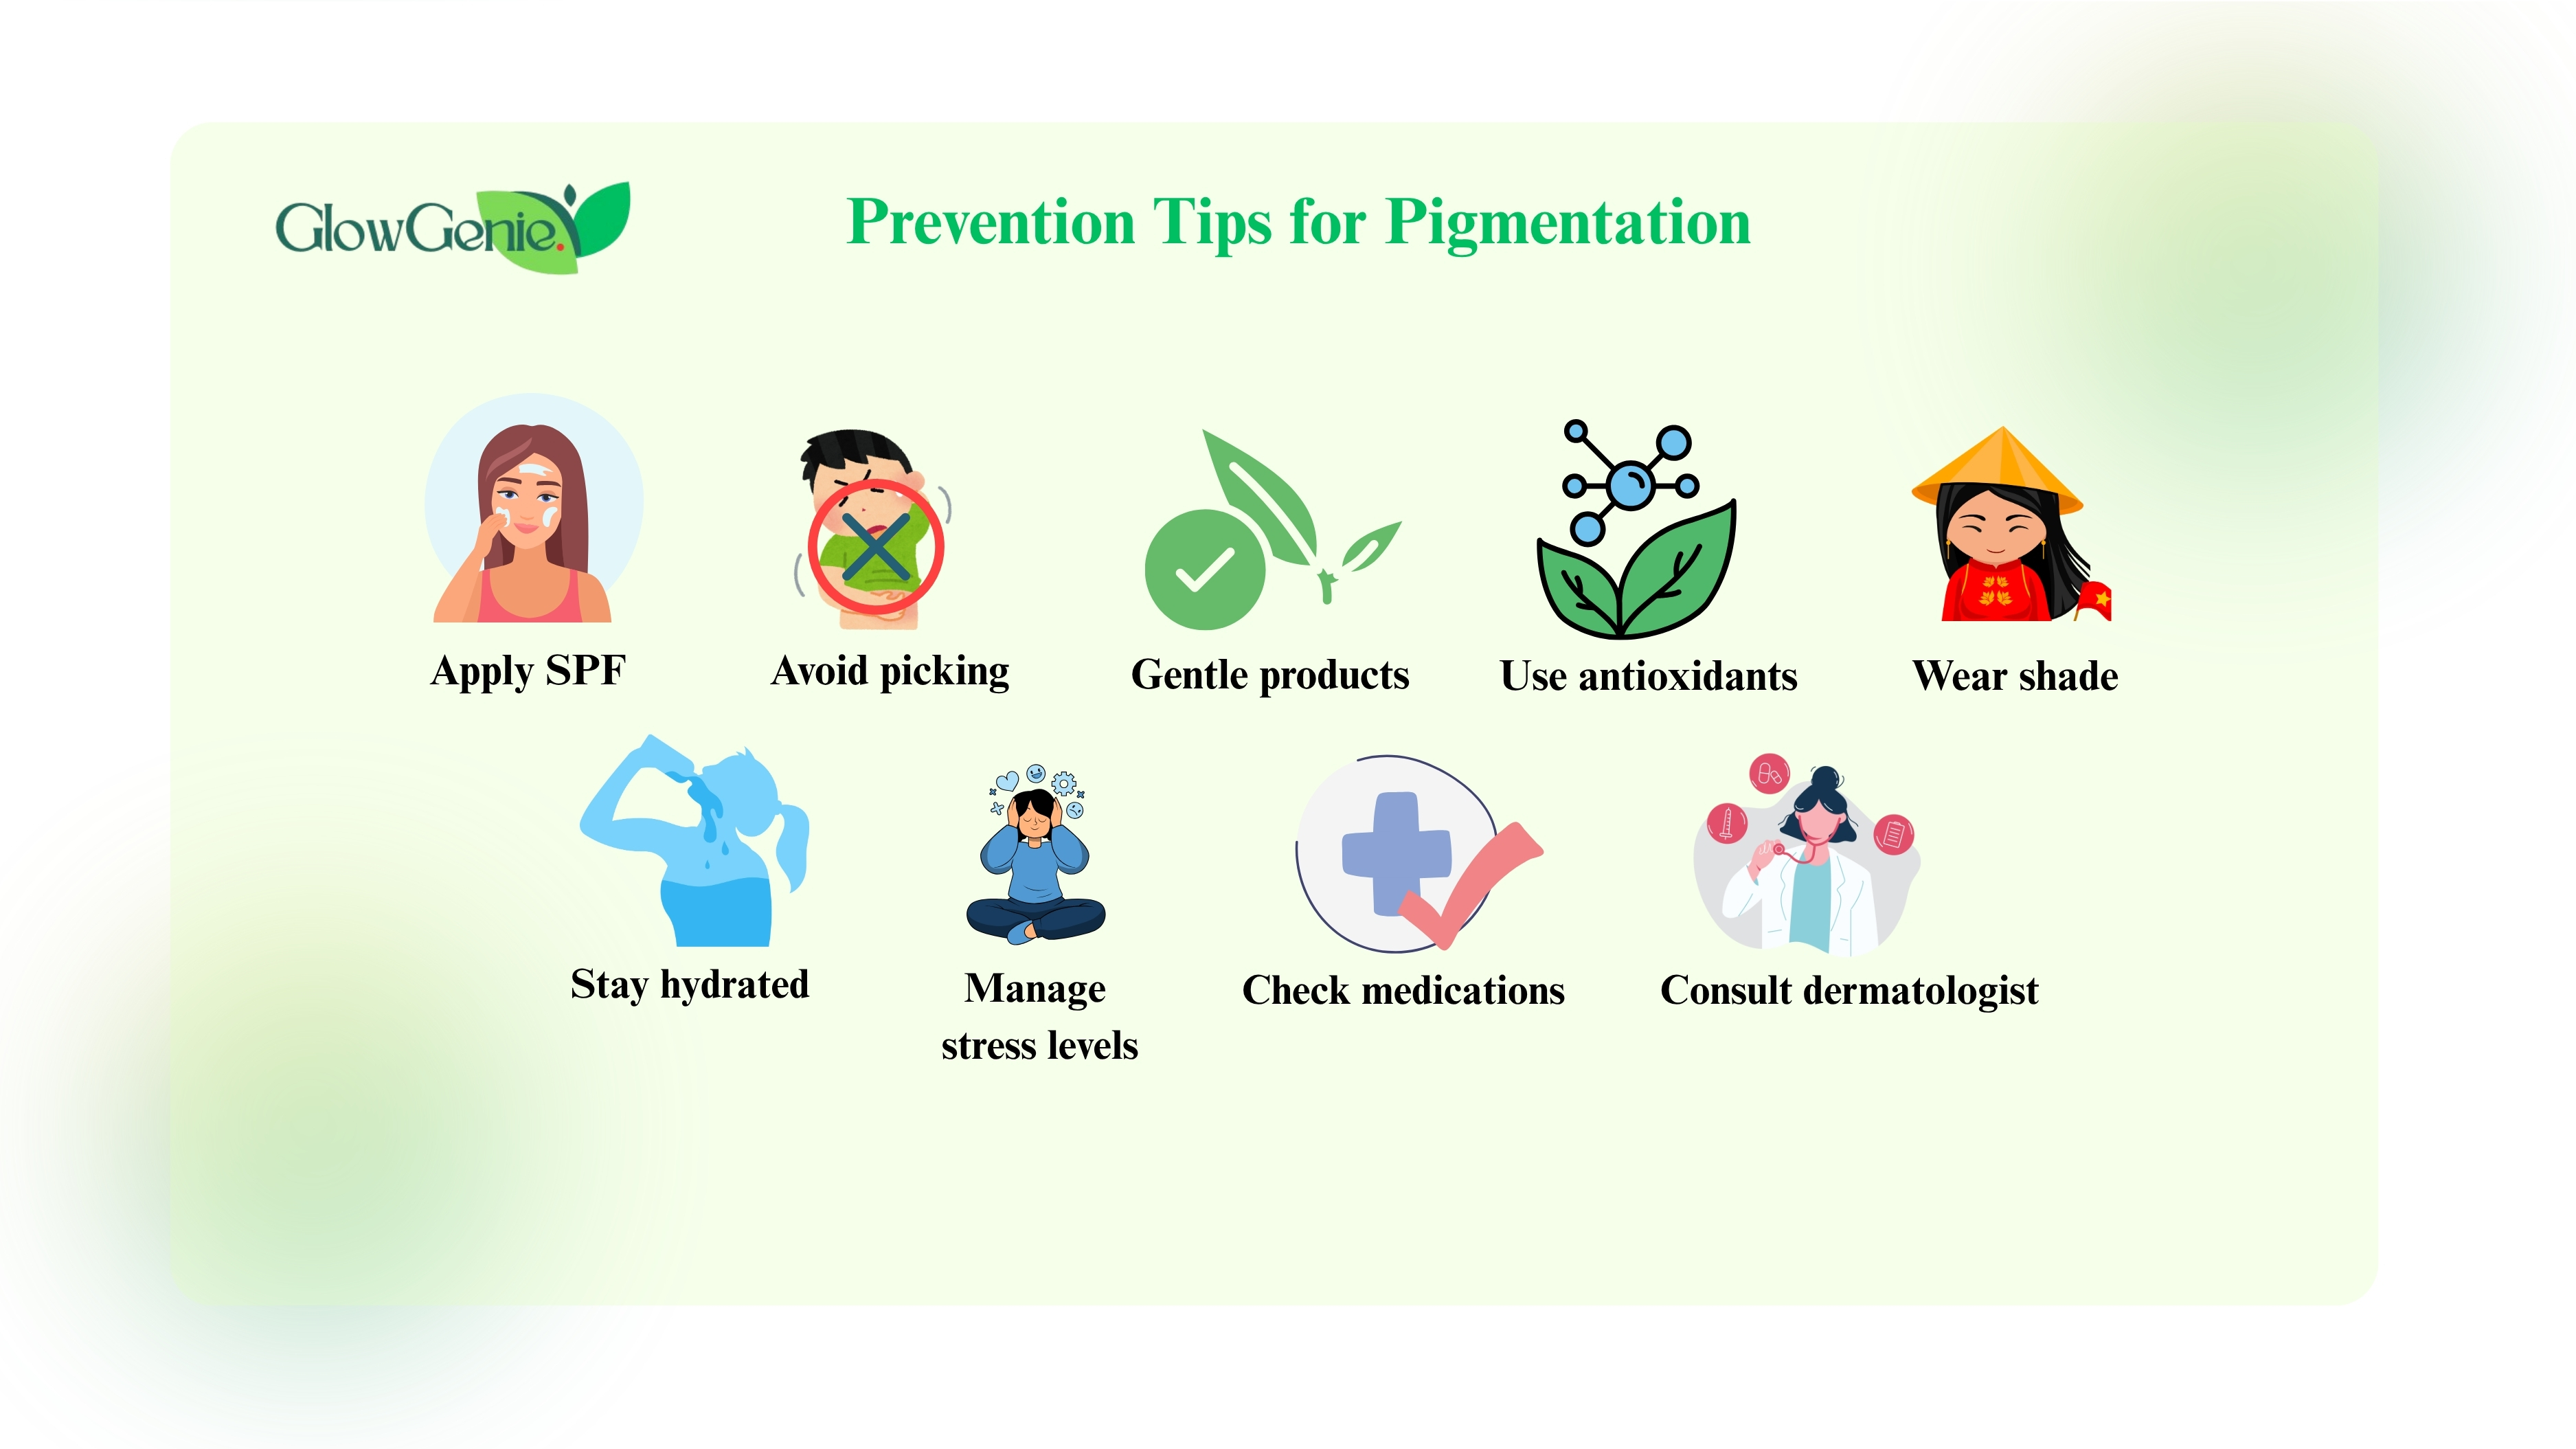 GlowGenie.
Prevention Tips for Pigmentation
Apply SPF
Avoid picking
Gentle products
Use antioxidants
Wear shade
Stay hydrated
Manage
stress levels
Check medications
Consult dermatologist